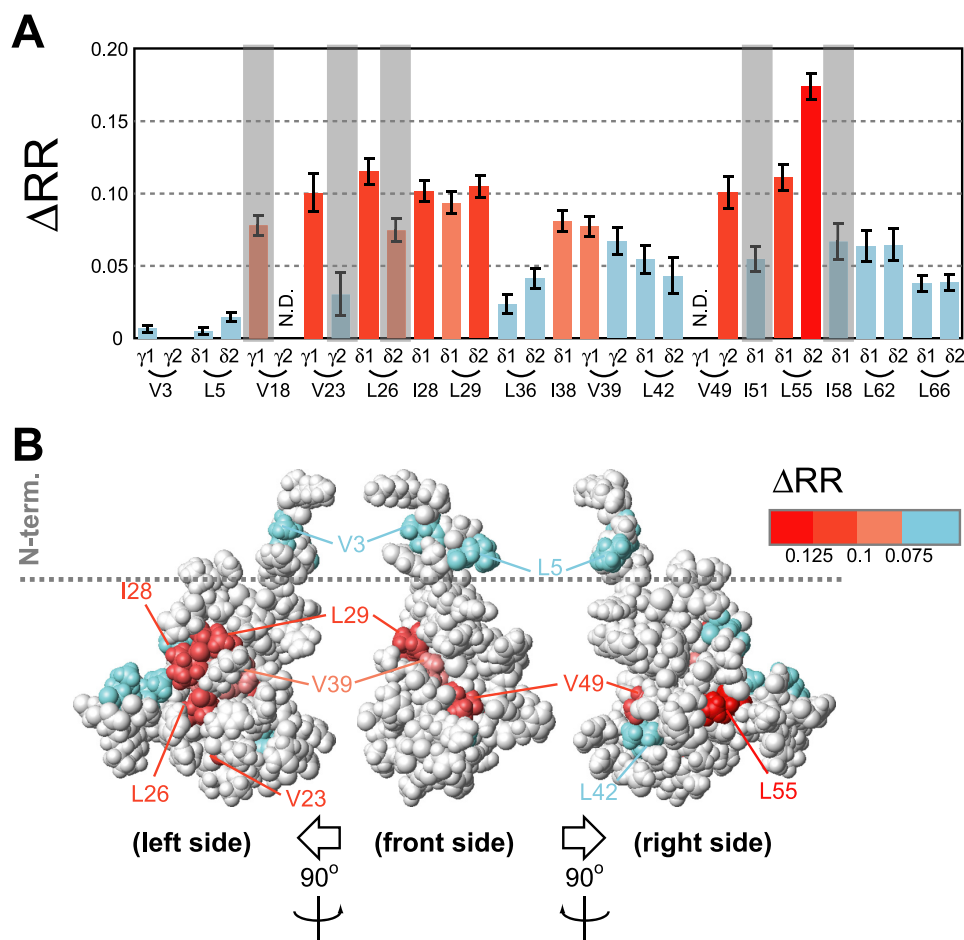 A
ΔRR
0.20
0.15
0.10
0.05
0
N.D.
N.D.
γ1 γ2 δ1 δ2 γ1 γ2 γ1 γ2 δ1 δ2 δ1 δ1 δ2 δ1 δ2 δ1 γ1 γ2 δ1 δ2 γ1 γ2 δ1 δ1 δ2 δ1 δ1 δ2 δ1 δ2
V3 L5 V18 V23 L26 I28 L29 L36 I38 V39 L42 V49 I51 L55 I58 L62 L66
B
N-term.
ΔRR
0.125 0.1 0.075
V3
L5
I28
L29
V39
V49
L26
V23
L42
L55
(left side) (front side) (right side)
90° 90°